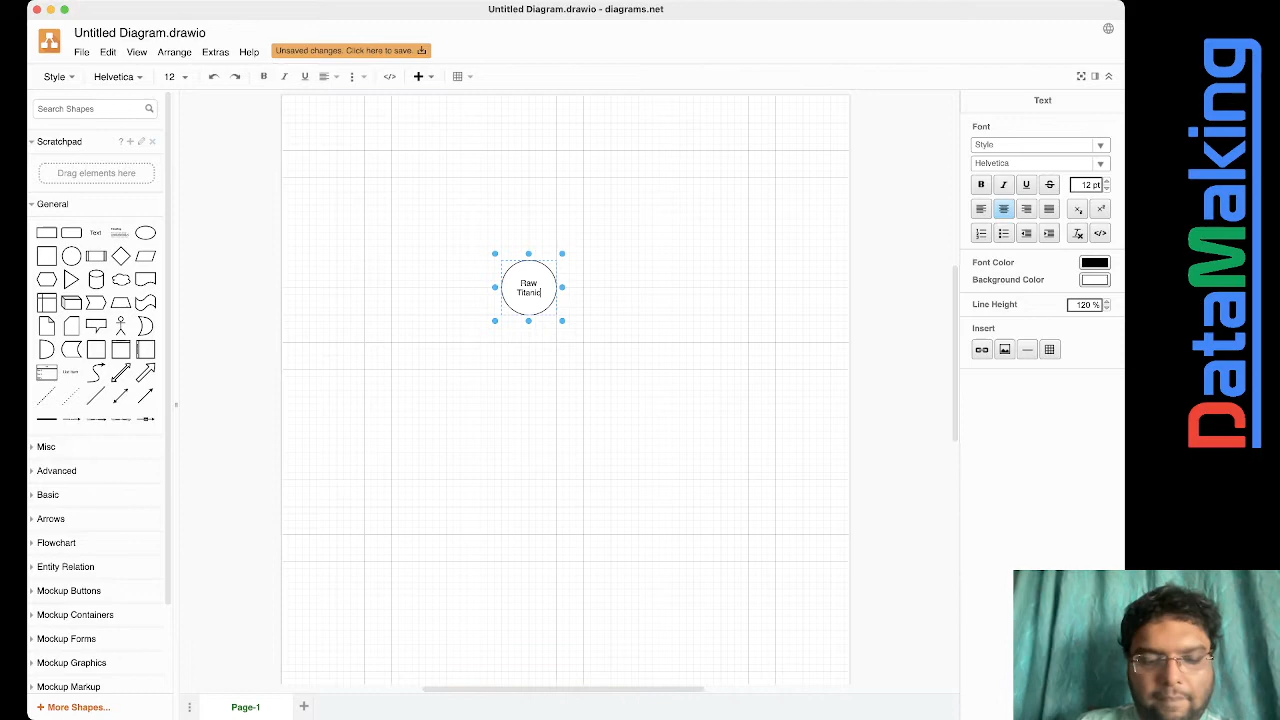 Untitled Diagram.drawio - diagrams.net
Untitled Diagram.drawio
File Edit View Arrange Extras Help
Unsaved changes. Click here to save.
Style Helvetica 12 B I U </>
Search Shapes
Scratchpad
?
Drag elements here
General
Text
Heading
List Item
Misc
Advanced
Basic
Arrows
Flowchart
Entity Relation
Mockup Buttons
Mockup Containers
Mockup Forms
Mockup Graphics
Mockup Markup
+ More Shapes...
Raw
Titanic
Page-1
Text
Font
Style
Helvetica
B I U S 12 pt
Font Color
Background Color
Line Height 120 %
Insert
DataMaking